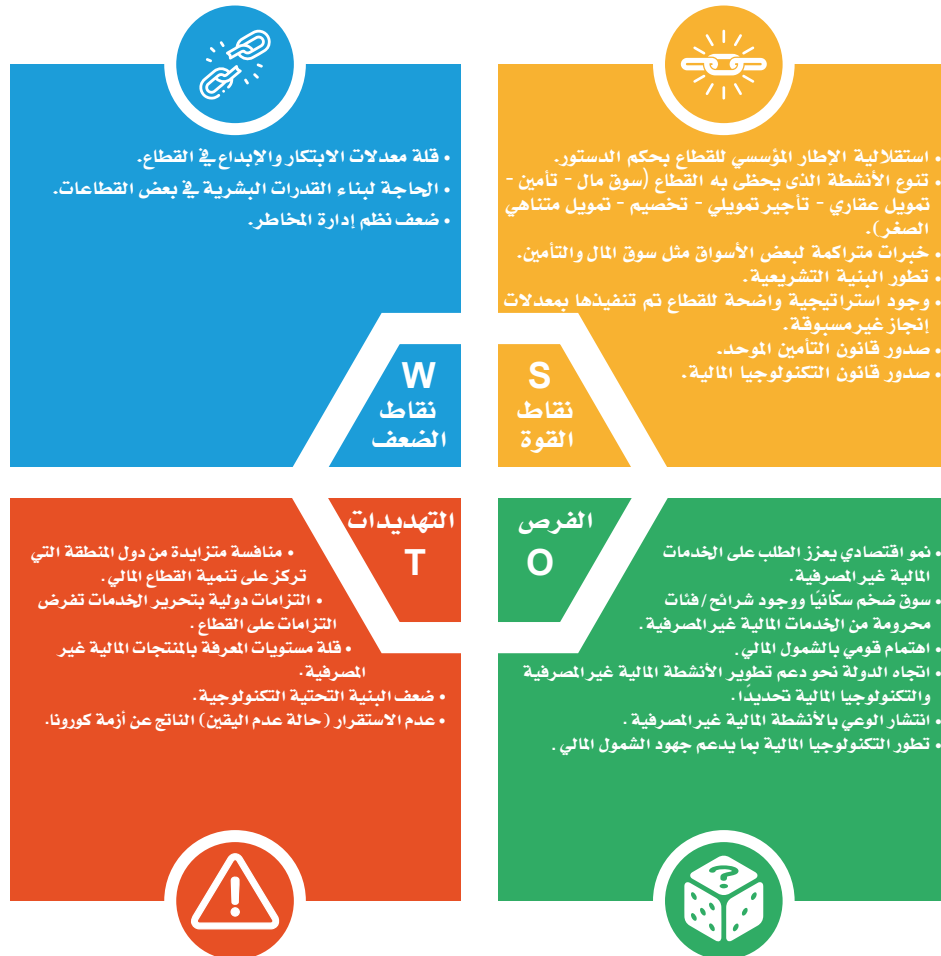 • استقلالية الإطار المؤسسي للقطاع بحكم الدستور.
• تنوع الأنشطة الذى يحظى به القطاع (سوق مال - تأمين -
تمويل عقاري - تأجير تمويلي - تخصيم - تمويل متناهي
الصغر).
• خبرات متراكمة لبعض الأسواق مثل سوق المال والتأمين.
• تطور البنية التشريعية.
• وجود استراتيجية واضحة للقطاع تم تنفيذها بمعدلات
إنجاز غير مسبوقة.
• صدور قانون التأمين الموحد.
• صدور قانون التكنولوجيا المالية.
S
نقاط
القوة
• قلة معدلات الابتكار والإبداع في القطاع.
• الحاجة لبناء القدرات البشرية في بعض القطاعات.
• ضعف نظم إدارة المخاطر.
W
نقاط
الضعف
الفرص
O
• نمو اقتصادي يعزز الطلب على الخدمات
المالية غير المصرفية.
• سوق ضخم سكّانيًا ووجود شرائح/فئات
محرومة من الخدمات المالية غير المصرفية.
• اهتمام قومي بالشمول المالي.
• اتجاه الدولة نحو دعم تطوير الأنشطة المالية غير المصرفية
والتكنولوجيا المالية تحديدًا.
• انتشار الوعي بالأنشطة المالية غير المصرفية.
• تطور التكنولوجيا المالية بما يدعم جهود الشمول المالي.
التهديدات
T
• منافسة متزايدة من دول المنطقة التي
تركز على تنمية القطاع المالي.
• التزامات دولية بتحرير الخدمات تفرض
التزامات على القطاع.
• قلة مستويات المعرفة بالمنتجات المالية غير
المصرفية.
• ضعف البنية التحتية التكنولوجية.
• عدم الاستقرار (حالة عدم اليقين) الناتج عن أزمة كورونا.